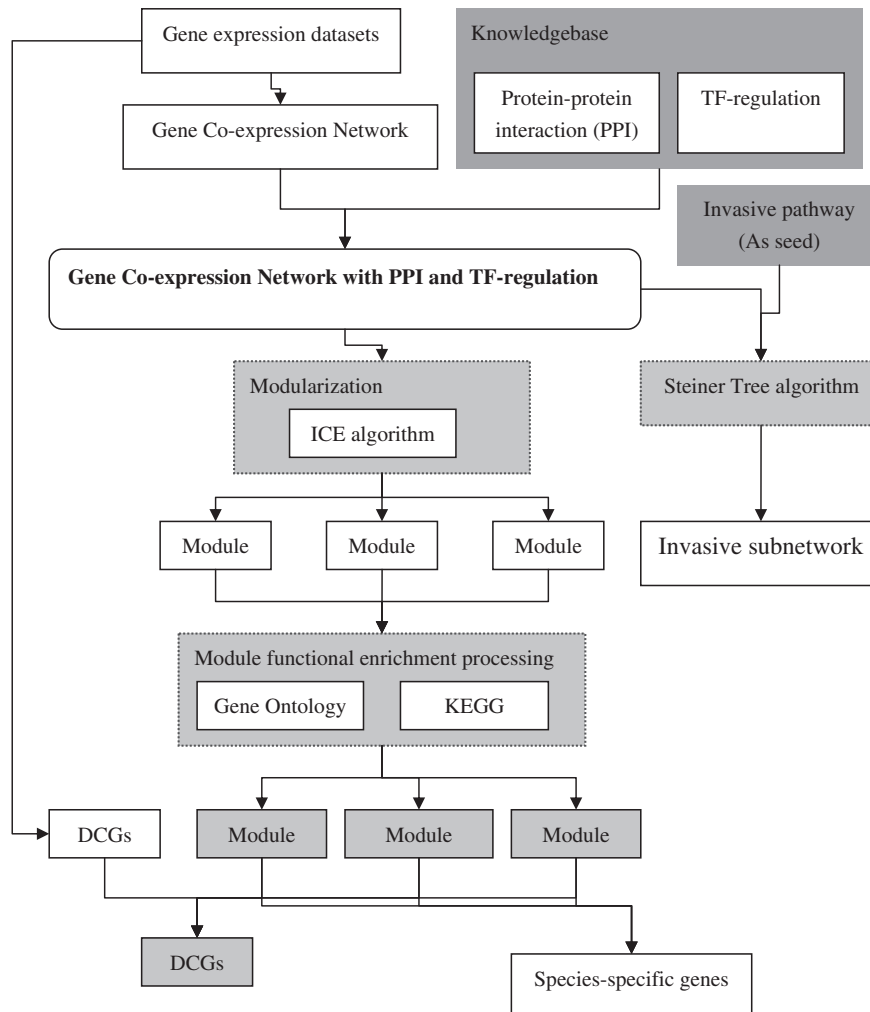 Gene expression datasets
Knowledgebase
Protein-protein
interaction (PPI)
TF-regulation
Gene Co-expression Network
Invasive pathway
(As seed)
Gene Co-expression Network with PPI and TF-regulation
Modularization
ICE algorithm
Steiner Tree algorithm
Module
Module
Module
Invasive subnetwork
Module functional enrichment processing
Gene Ontology
KEGG
DCGs
Module
Module
Module
DCGs
Species-specific genes